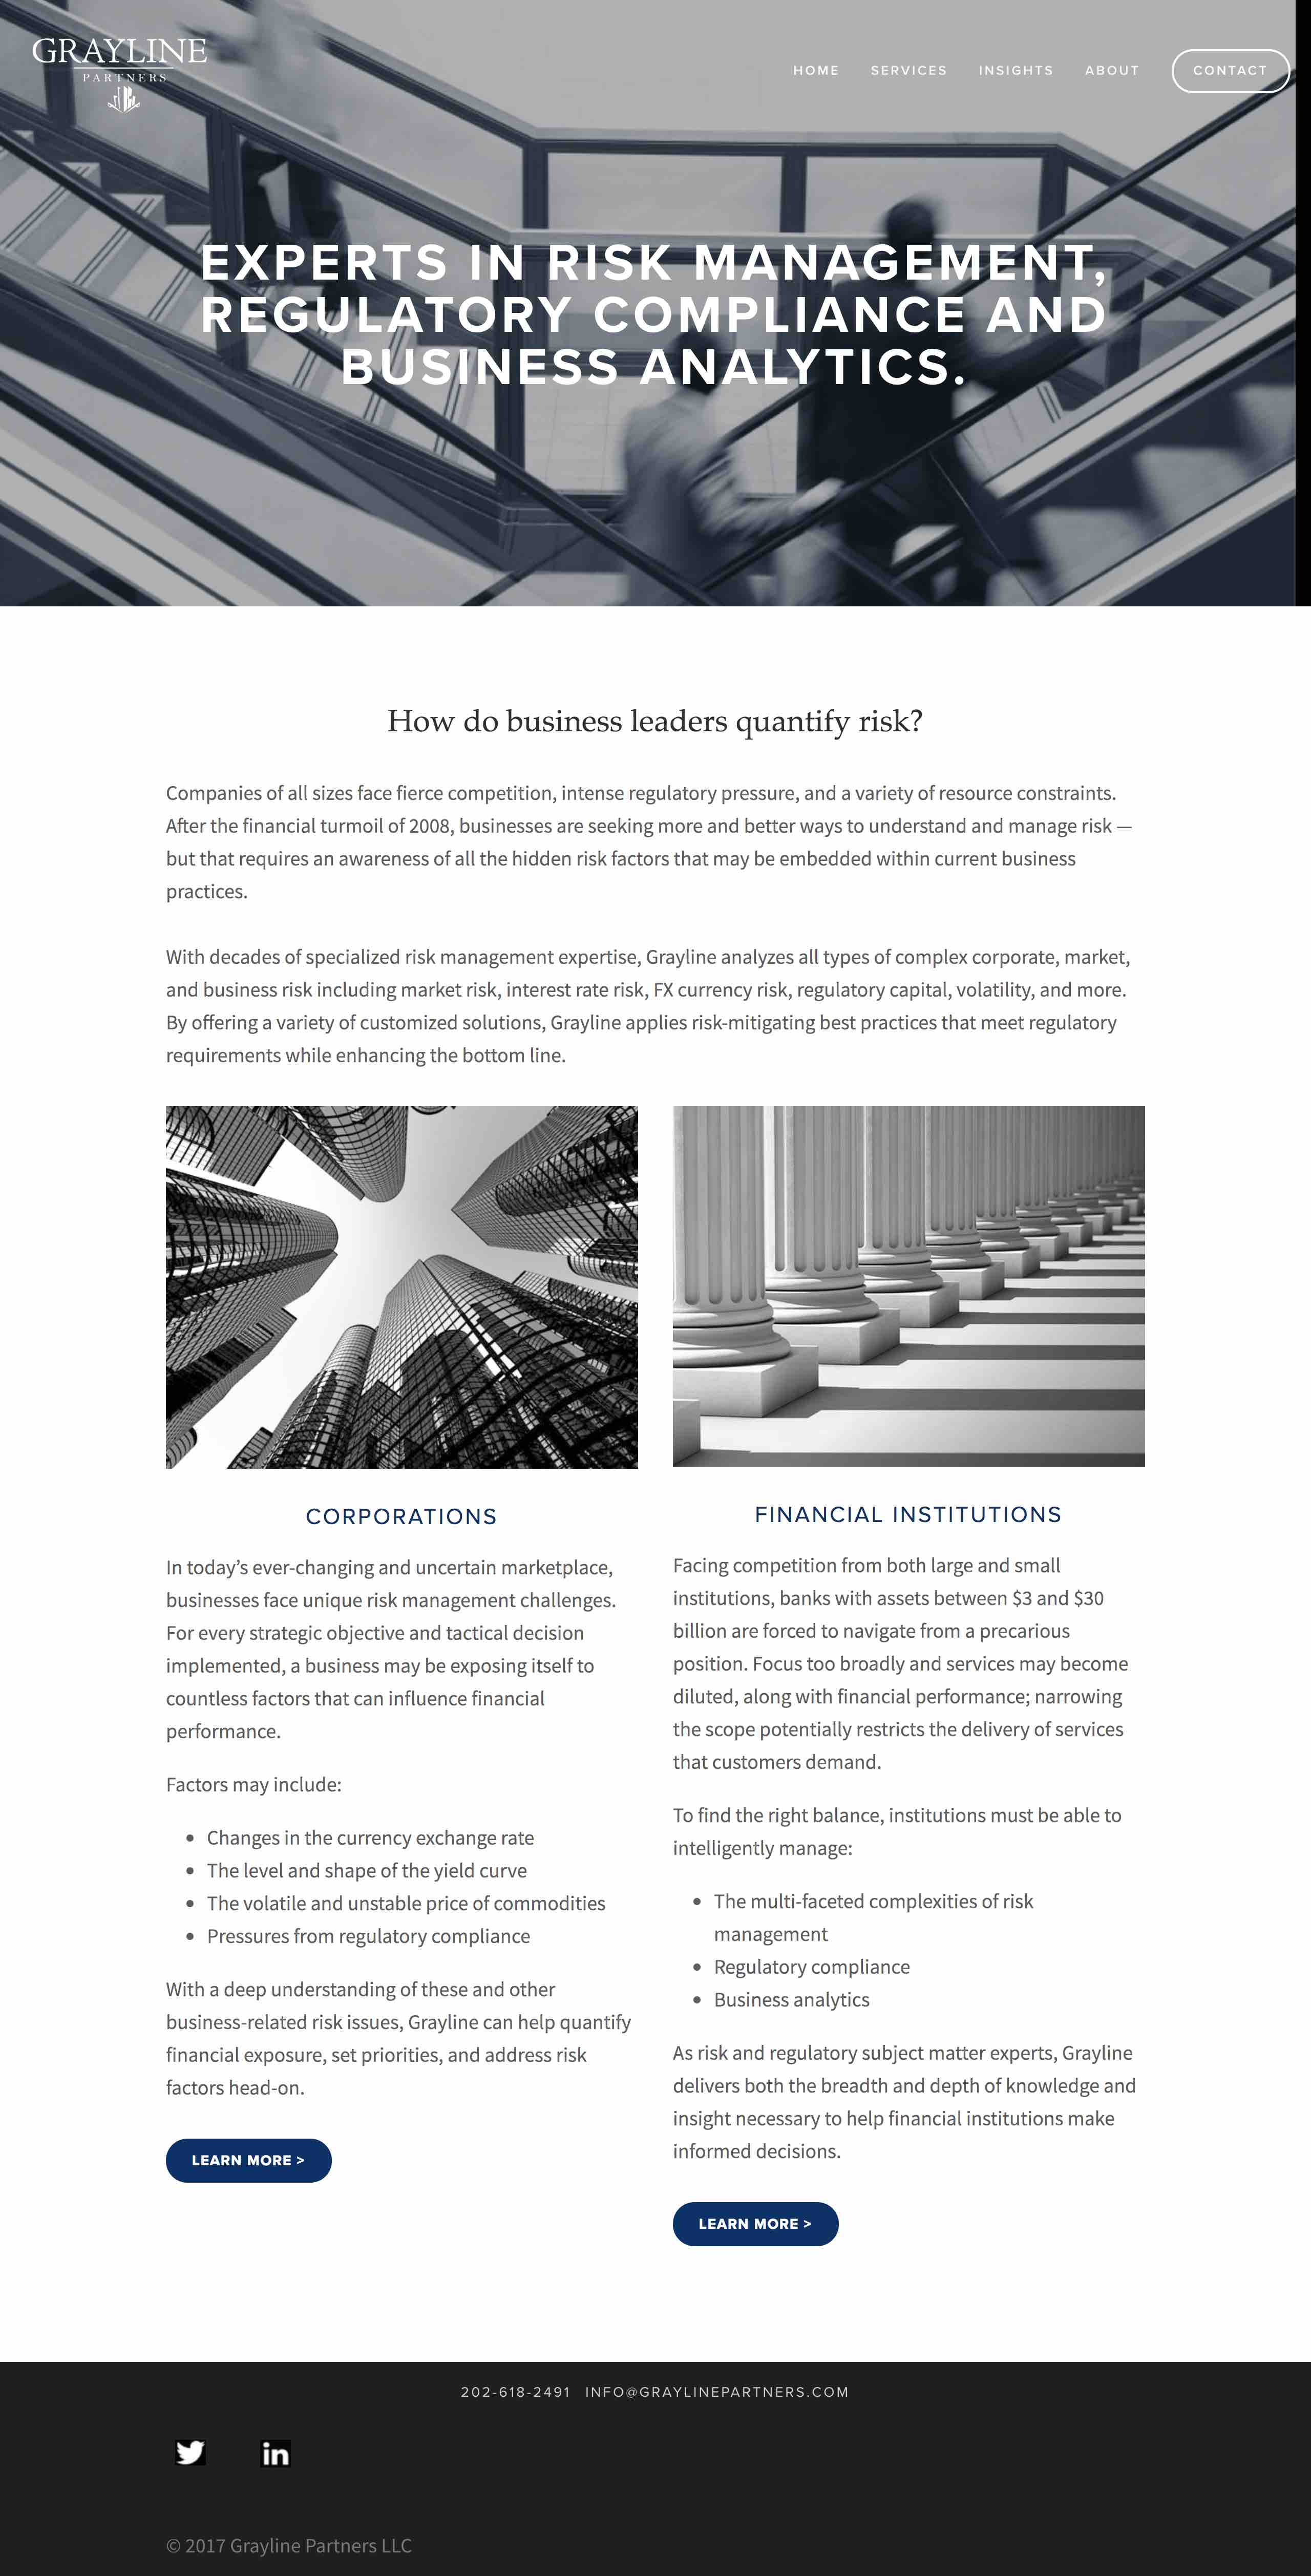 GRAYLINE
PARTNERS
HOME SERVICES INSIGHTS ABOUT CONTACT
EXPERTS IN RISK MANAGEMENT,
REGULATORY COMPLIANCE AND
BUSINESS ANALYTICS.
How do business leaders quantify risk?
Companies of all sizes face fierce competition, intense regulatory pressure, and a variety of resource constraints.
After the financial turmoil of 2008, businesses are seeking more and better ways to understand and manage risk —
but that requires an awareness of all the hidden risk factors that may be embedded within current business
practices.
With decades of specialized risk management expertise, Grayline analyzes all types of complex corporate, market,
and business risk including market risk, interest rate risk, FX currency risk, regulatory capital, volatility, and more.
By offering a variety of customized solutions, Grayline applies risk-mitigating best practices that meet regulatory
requirements while enhancing the bottom line.
CORPORATIONS
In today’s ever-changing and uncertain marketplace,
businesses face unique risk management challenges.
For every strategic objective and tactical decision
implemented, a business may be exposing itself to
countless factors that can influence financial
performance.
Factors may include:
• Changes in the currency exchange rate
• The level and shape of the yield curve
• The volatile and unstable price of commodities
• Pressures from regulatory compliance
With a deep understanding of these and other
business-related risk issues, Grayline can help quantify
financial exposure, set priorities, and address risk
factors head-on.
LEARN MORE >
FINANCIAL INSTITUTIONS
Facing competition from both large and small
institutions, banks with assets between $3 and $30
billion are forced to navigate from a precarious
position. Focus too broadly and services may become
diluted, along with financial performance; narrowing
the scope potentially restricts the delivery of services
that customers demand.
To find the right balance, institutions must be able to
intelligently manage:
• The multi-faceted complexities of risk
management
• Regulatory compliance
• Business analytics
As risk and regulatory subject matter experts, Grayline
delivers both the breadth and depth of knowledge and
insight necessary to help financial institutions make
informed decisions.
LEARN MORE >
202-618-2491 INFO@GRAYLINEPARTNERS.COM
in
© 2017 Grayline Partners LLC